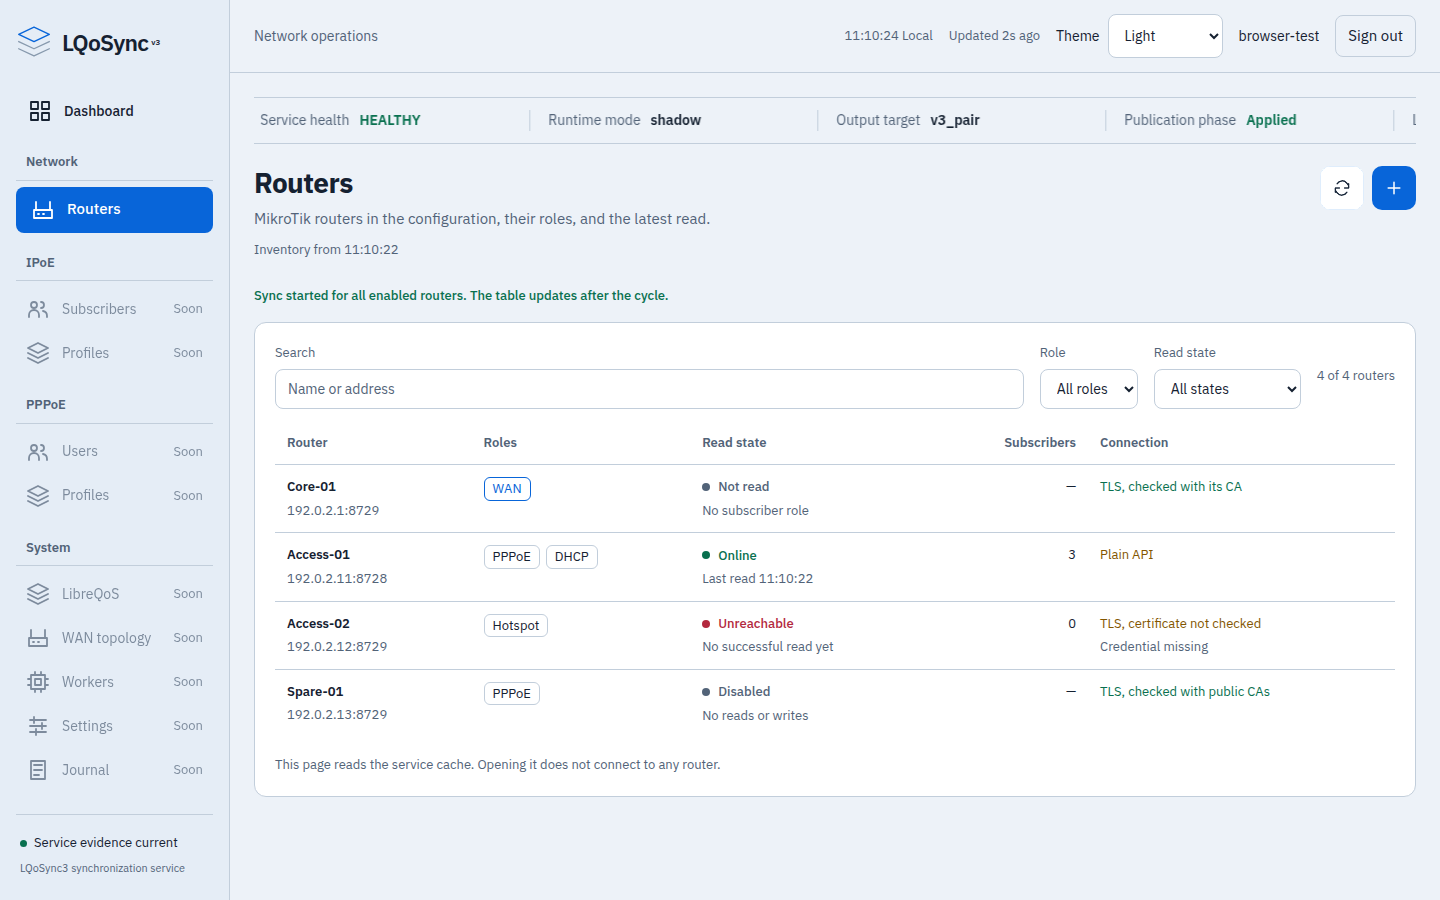 LQoSync v3
Network operations
11:10:24 Local
Updated 2s ago
Theme
Light
browser-test
Sign out
Dashboard
Network
Routers
IPoE
Subscribers Soon
Profiles Soon
PPPoE
Users Soon
Profiles Soon
System
LibreQoS Soon
WAN topology Soon
Workers Soon
Settings Soon
Journal Soon
Service evidence current
LQoSync3 synchronization service
Service health HEALTHY
Runtime mode shadow
Output target v3_pair
Publication phase Applied
Routers
MikroTik routers in the configuration, their roles, and the latest read.
Inventory from 11:10:22
Sync started for all enabled routers. The table updates after the cycle.
Search
Role
Read state
Name or address
All roles
All states
4 of 4 routers
Router Roles Read state Subscribers Connection
Core-01 WAN Not read — TLS, checked with its CA
192.0.2.1:8729 No subscriber role
Access-01 PPPoE DHCP Online 3 Plain API
192.0.2.11:8728 Last read 11:10:22
Access-02 Hotspot Unreachable 0 TLS, certificate not checked
192.0.2.12:8729 No successful read yet Credential missing
Spare-01 PPPoE Disabled — TLS, checked with public CAs
192.0.2.13:8729 No reads or writes
This page reads the service cache. Opening it does not connect to any router.